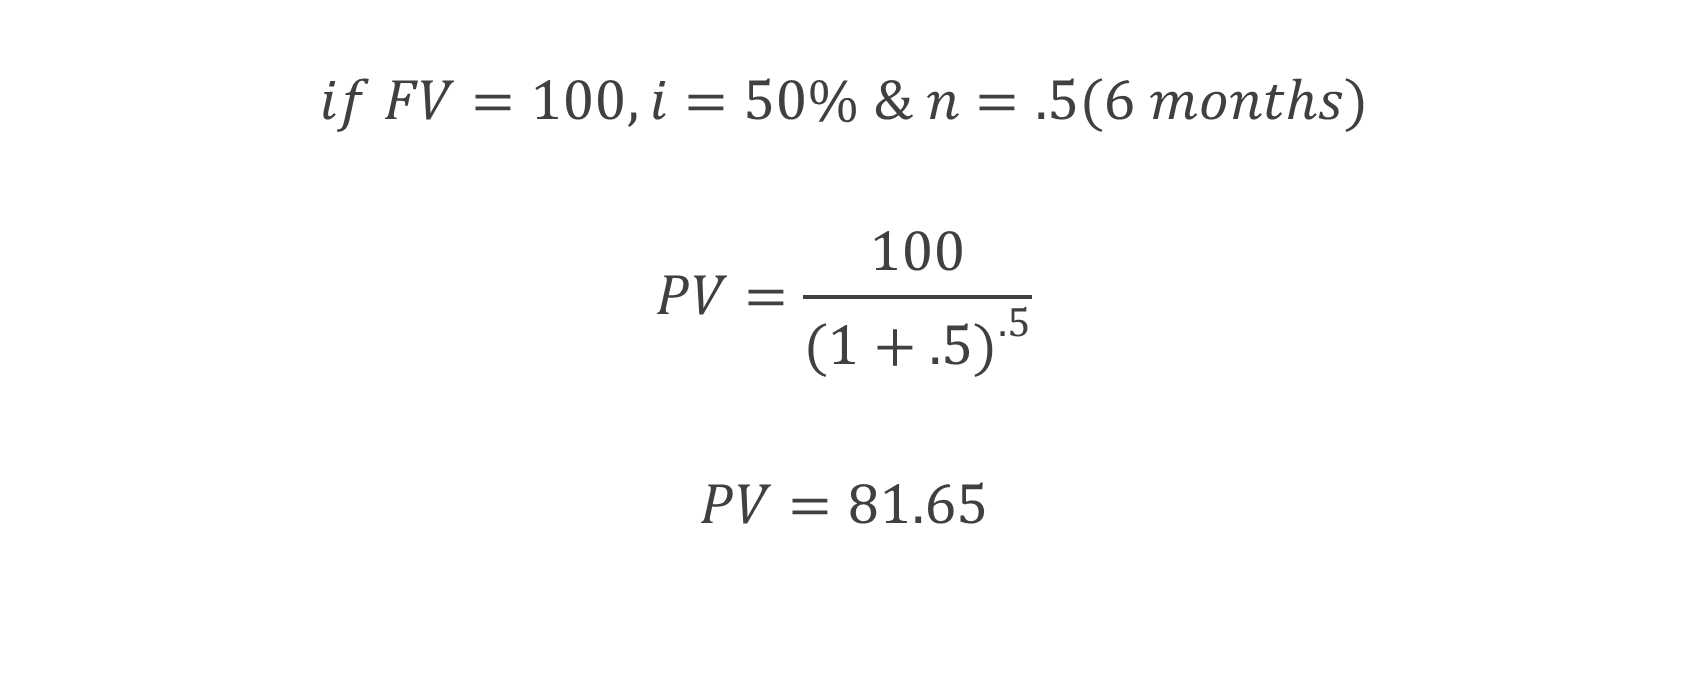 if FV = 100, i = 50% & n = .5(6 months)
PV = 100 / (1 + .5)^.5
PV = 81.65